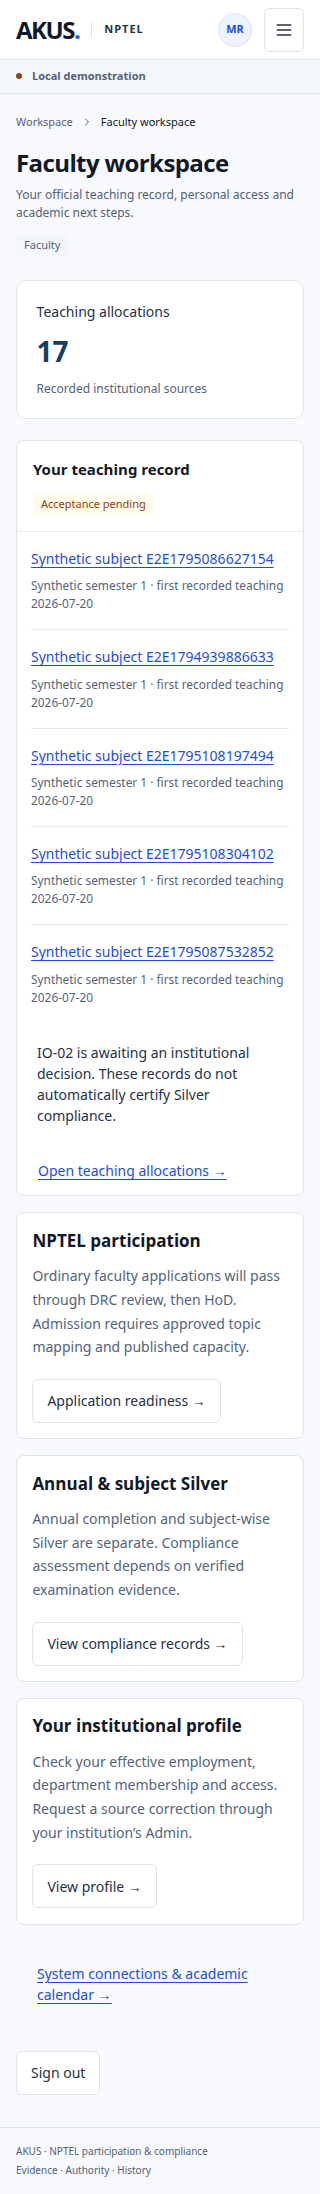 AKUS. NPTEL MR
Local demonstration
Workspace > Faculty workspace
Faculty workspace
Your official teaching record, personal access and
academic next steps.
Faculty
Teaching allocations
17
Recorded institutional sources
Your teaching record
Acceptance pending
Synthetic subject E2E1795086627154
Synthetic semester 1 · first recorded teaching
2026-07-20
Synthetic subject E2E1794939886633
Synthetic semester 1 · first recorded teaching
2026-07-20
Synthetic subject E2E1795108197494
Synthetic semester 1 · first recorded teaching
2026-07-20
Synthetic subject E2E1795108304102
Synthetic semester 1 · first recorded teaching
2026-07-20
Synthetic subject E2E1795087532852
Synthetic semester 1 · first recorded teaching
2026-07-20
IO-02 is awaiting an institutional
decision. These records do not
automatically certify Silver
compliance.
Open teaching allocations →
NPTEL participation
Ordinary faculty applications will pass
through DRC review, then HoD.
Admission requires approved topic
mapping and published capacity.
Application readiness →
Annual & subject Silver
Annual completion and subject-wise
Silver are separate. Compliance
assessment depends on verified
examination evidence.
View compliance records →
Your institutional profile
Check your effective employment,
department membership and access.
Request a source correction through
your institution’s Admin.
View profile →
System connections & academic
calendar →
Sign out
AKUS · NPTEL participation & compliance
Evidence · Authority · History